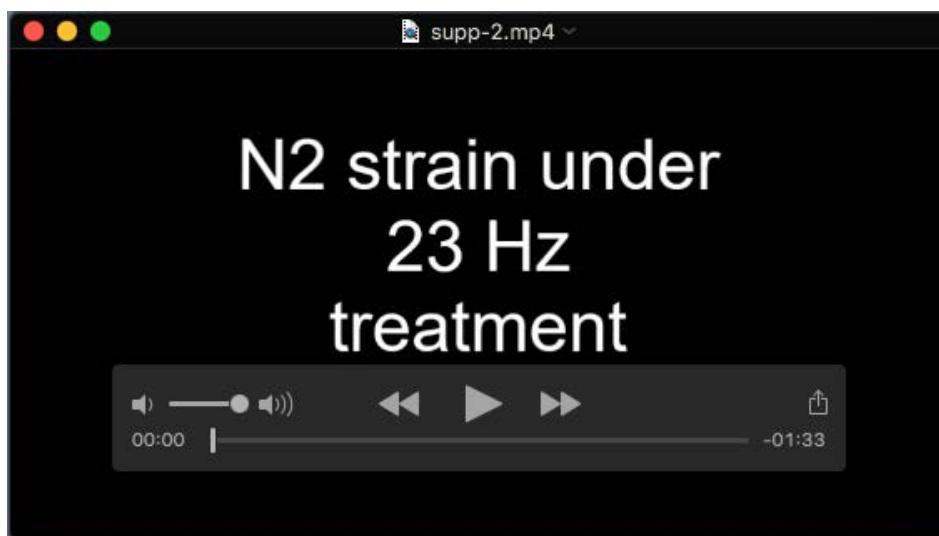 supp-2.mp4
N2 strain under
23 Hz
treatment
00:00
-01:33